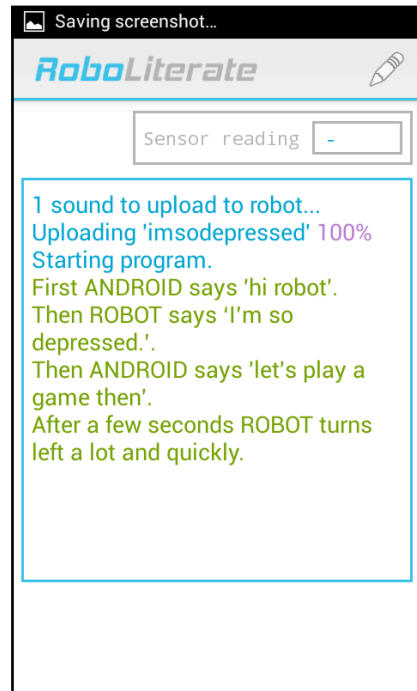 Saving screenshot...
RoboLiterate
Sensor reading -
1 sound to upload to robot...
Uploading 'imsodepressed' 100%
Starting program.
First ANDROID says 'hi robot'.
Then ROBOT says ‘I'm so
depressed.’.
Then ANDROID says 'let's play a
game then'.
After a few seconds ROBOT turns
left a lot and quickly.